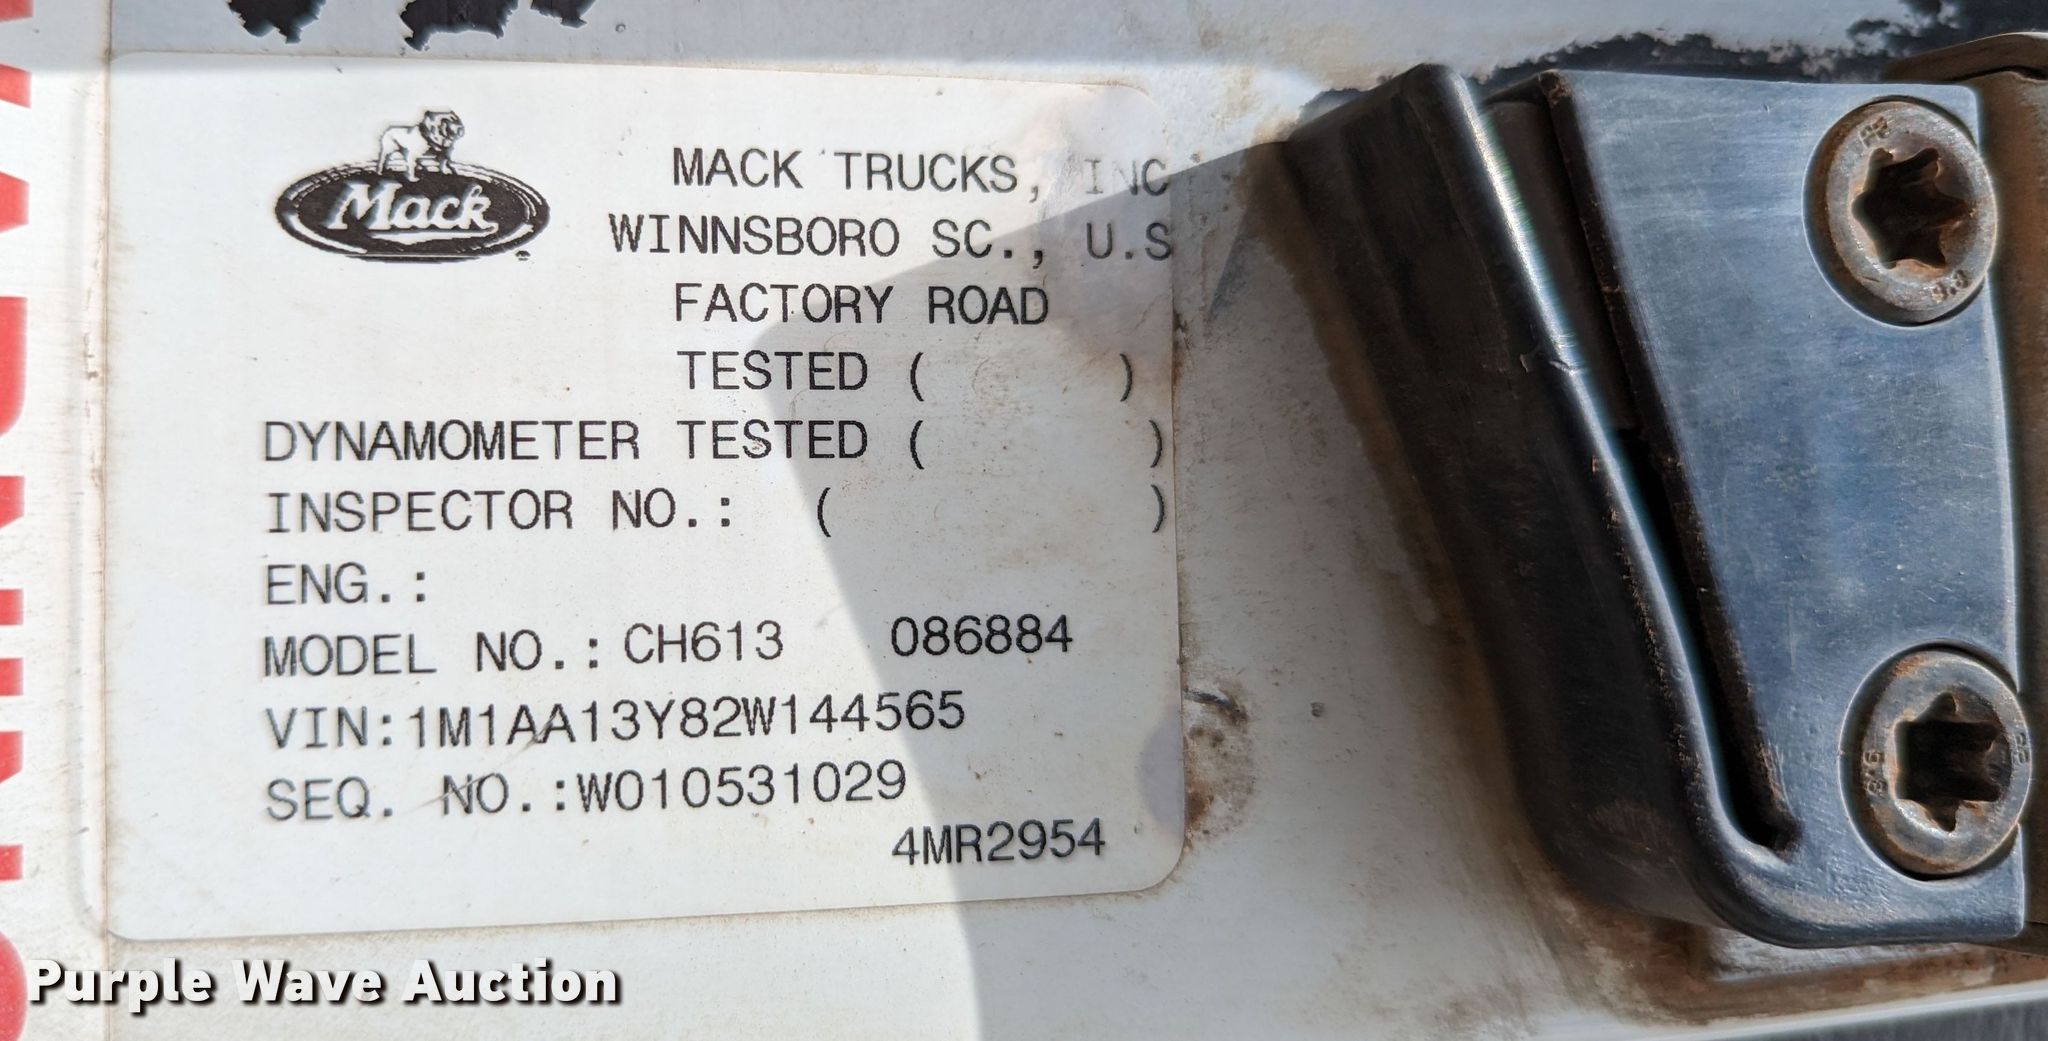 Mack
MACK TRUCKS, INC
WINNSBORO SC., U.S
FACTORY ROAD
TESTED ( )
DYNAMOMETER TESTED ( )
INSPECTOR NO.: ( )
ENG.:
MODEL NO.: CH613 086884
VIN:1M1AA13Y82W144565
SEQ. NO.:W010531029
4MR2954
Purple Wave Auction